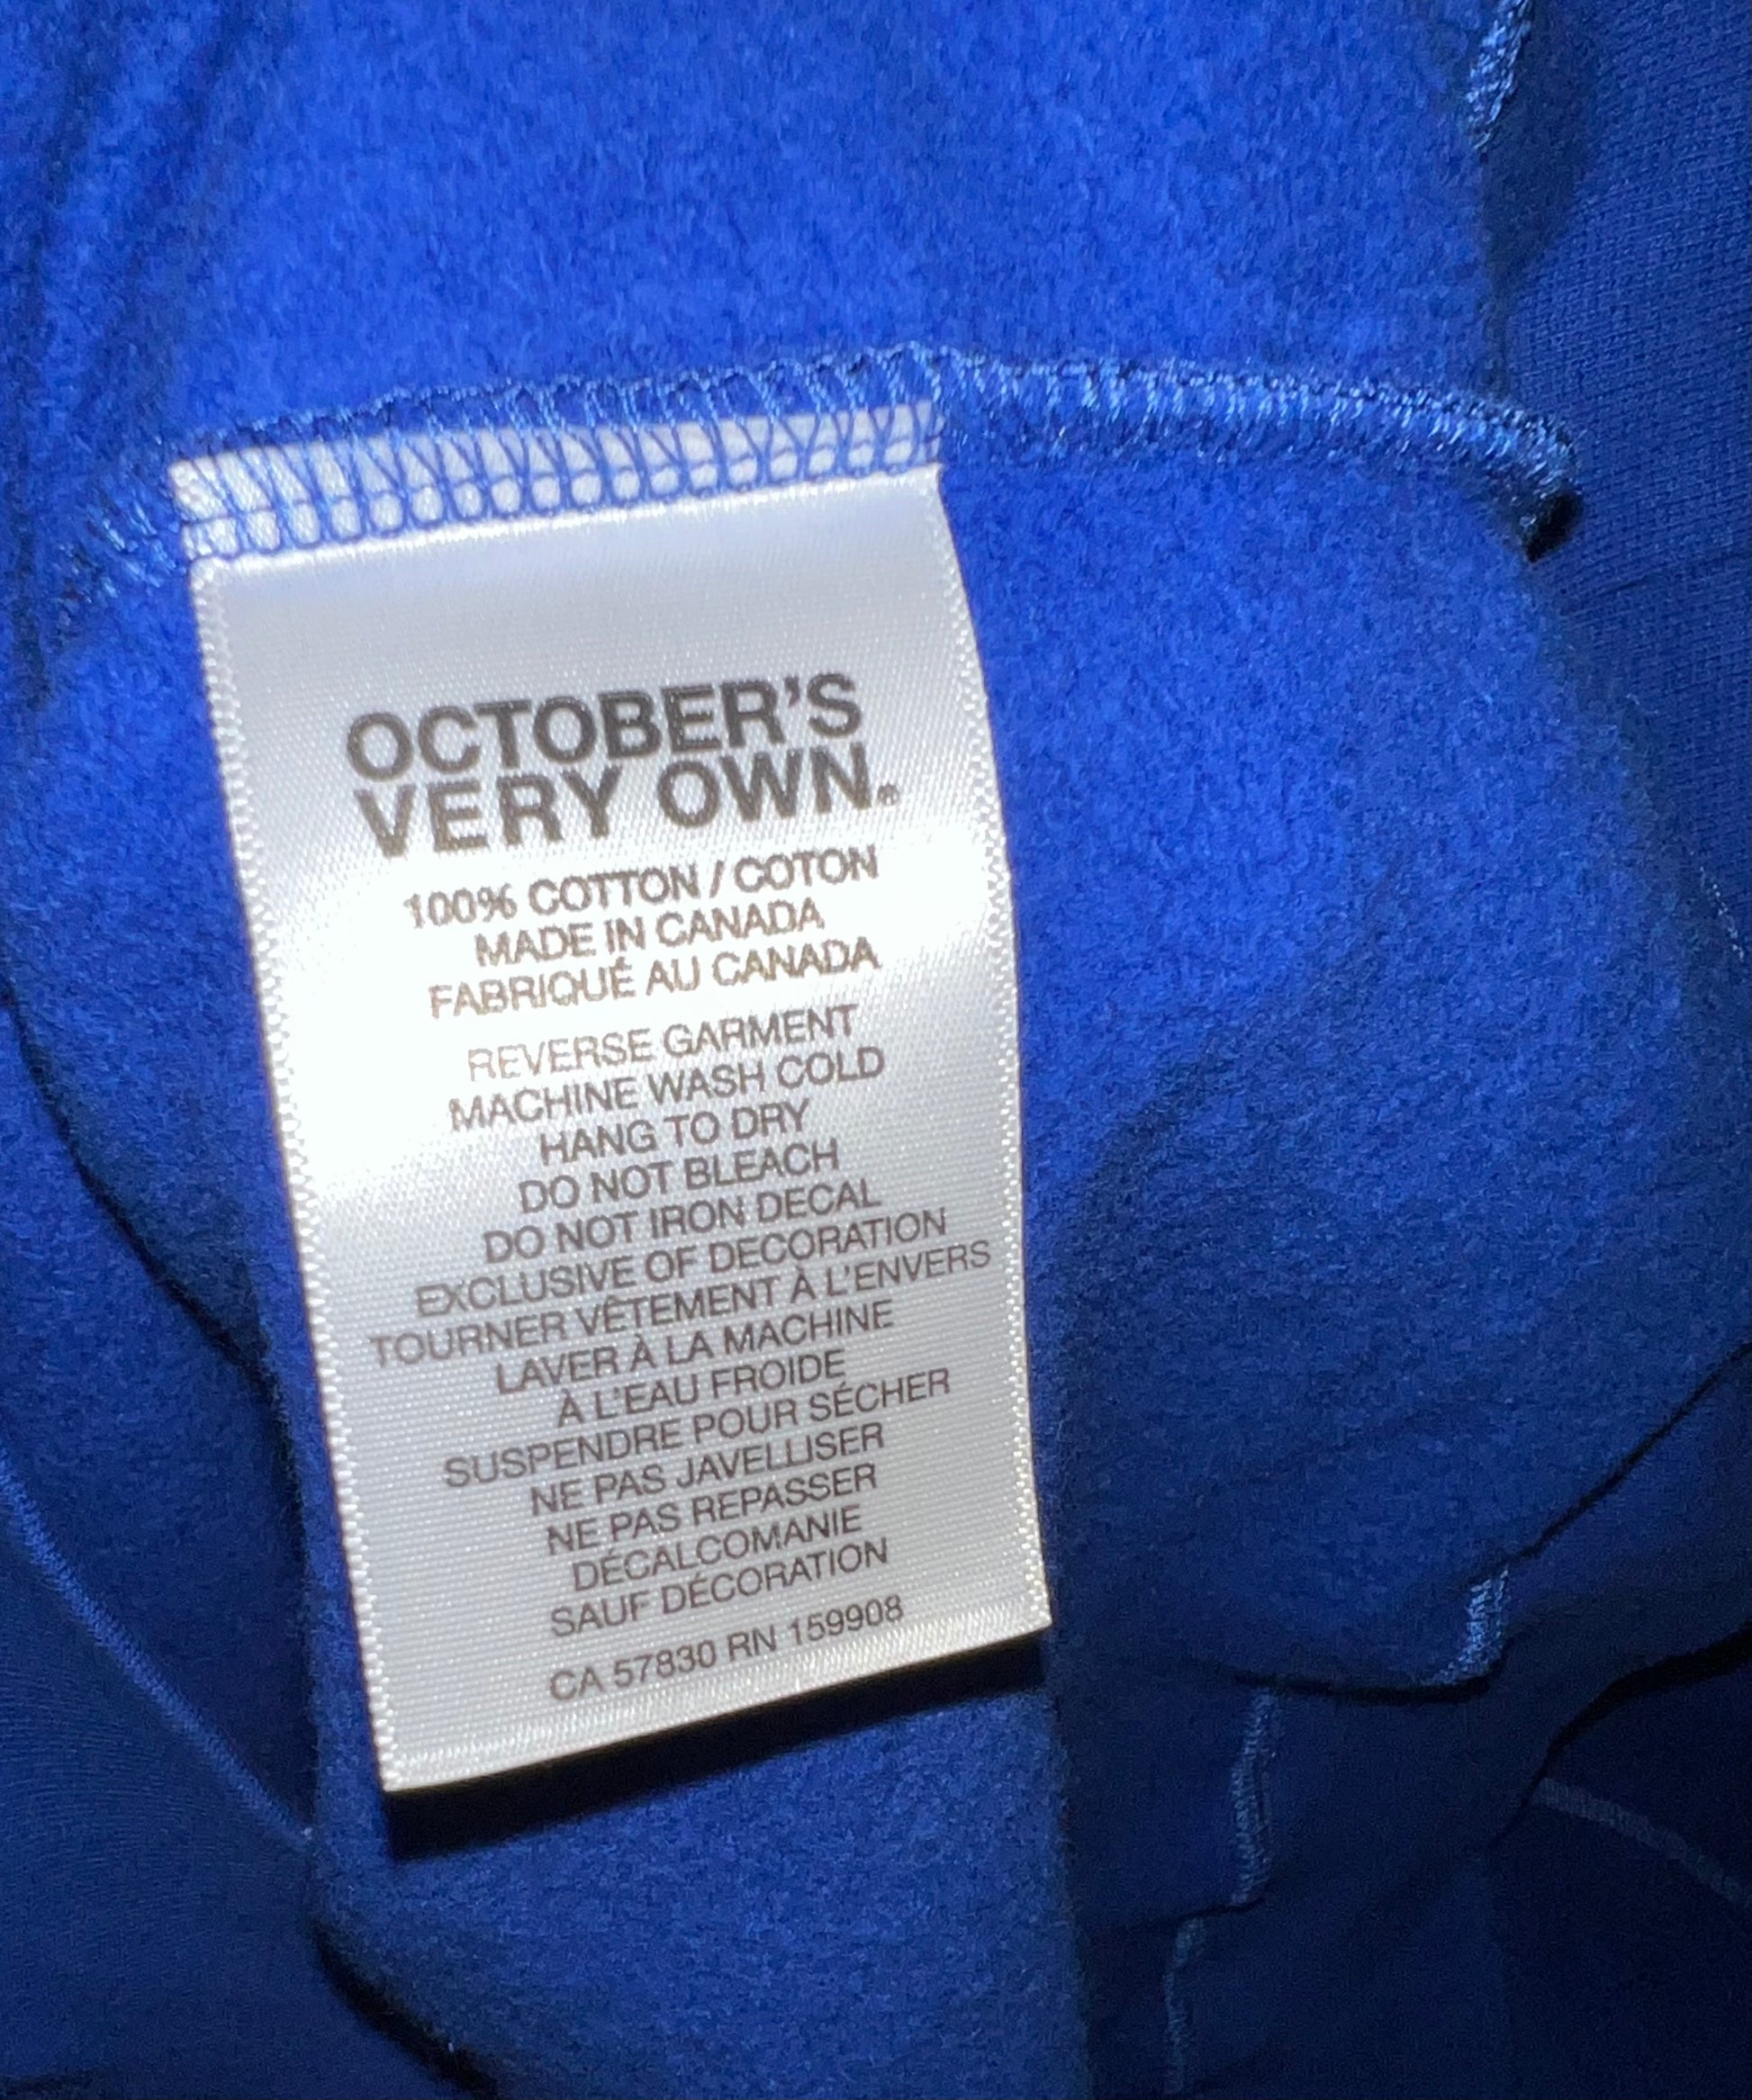 OCTOBER'S
VERY OWN®
100% COTTON / COTON
MADE IN CANADA
FABRIQUÉ AU CANADA
REVERSE GARMENT
MACHINE WASH COLD
HANG TO DRY
DO NOT BLEACH
DO NOT IRON DECAL
EXCLUSIVE OF DECORATION
TOURNER VÊTEMENT À L'ENVERS
LAVER À LA MACHINE
À L'EAU FROIDE
SUSPENDRE POUR SÉCHER
NE PAS JAVELLISER
NE PAS REPASSER
DÉCALCOMANIE
SAUF DÉCORATION
CA 57830 RN 159908